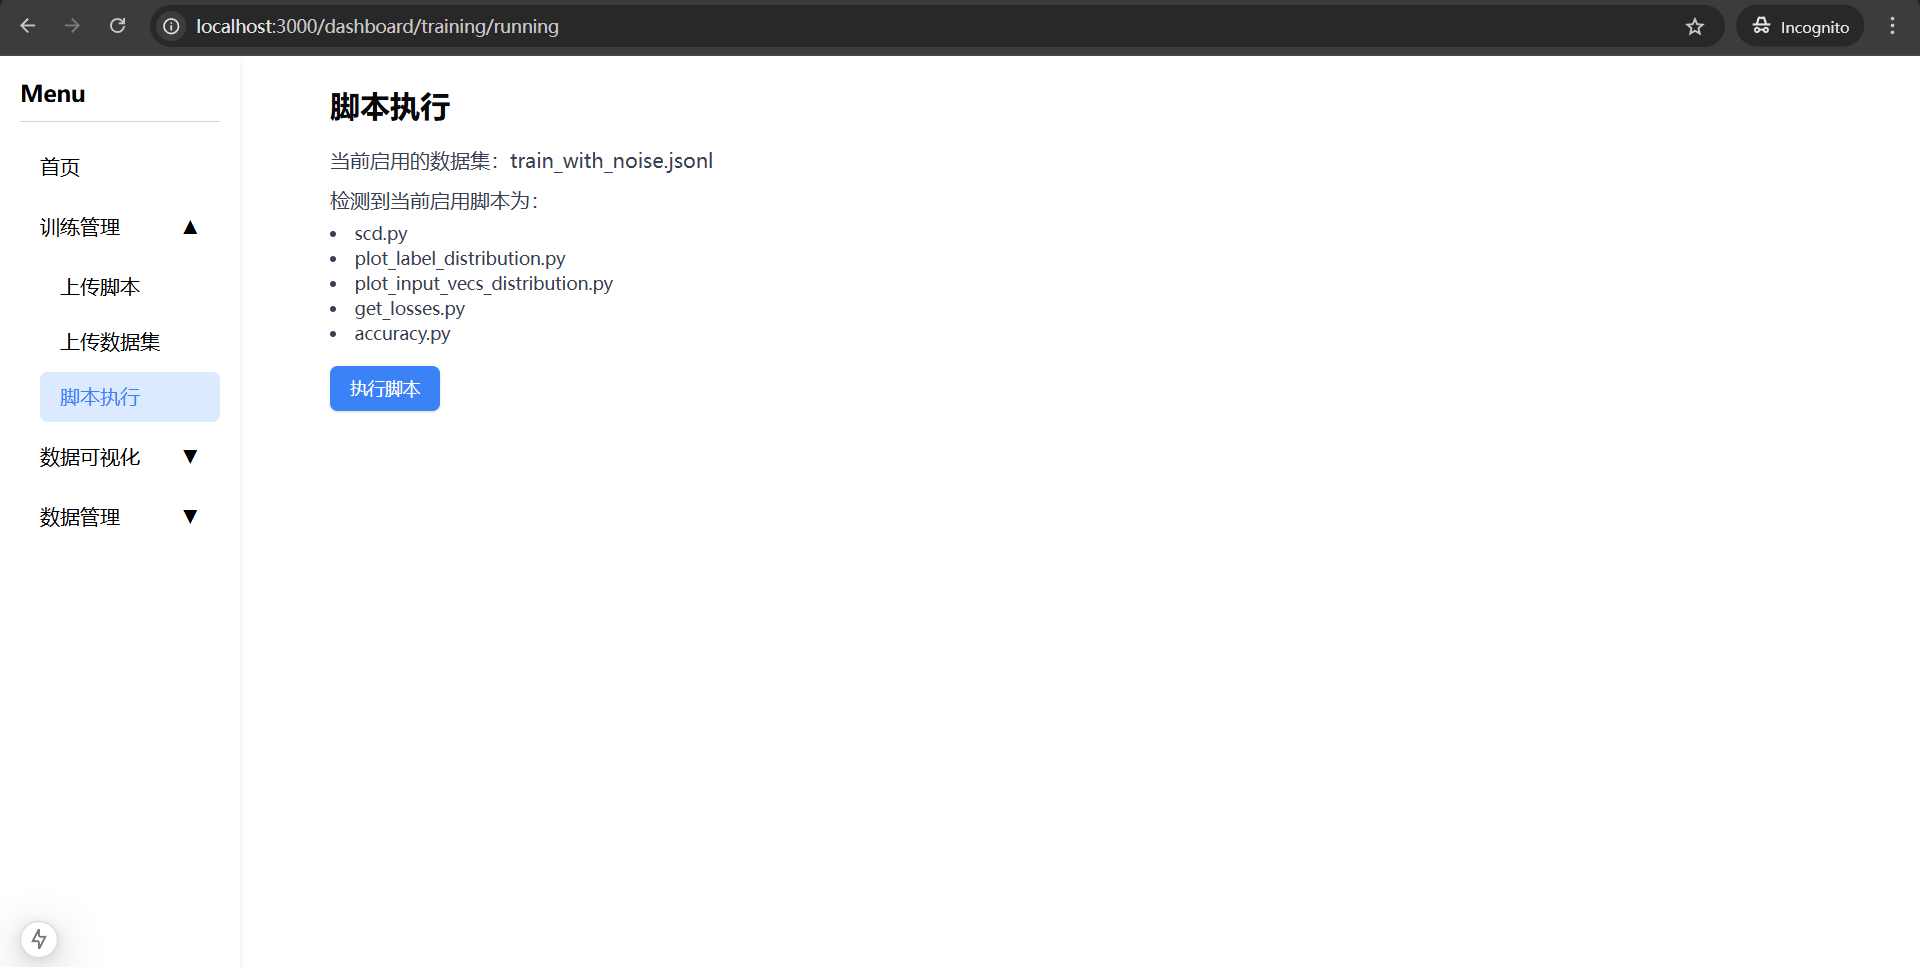 localhost:3000/dashboard/training/running
Incognito
Menu
首页
训练管理 ▲
上传脚本
上传数据集
脚本执行
数据可视化 ▼
数据管理 ▼
脚本执行
当前启用的数据集：train_with_noise.jsonl
检测到当前启用脚本为：
• scd.py
• plot_label_distribution.py
• plot_input_vecs_distribution.py
• get_losses.py
• accuracy.py
执行脚本